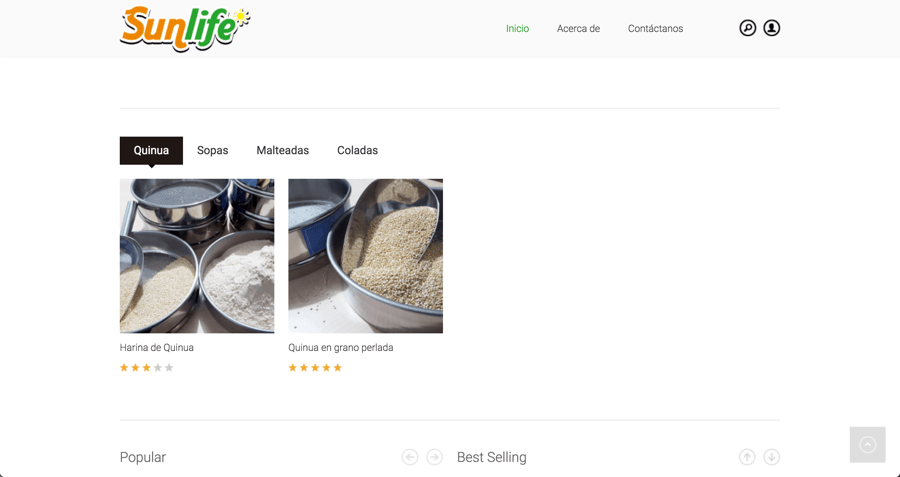 Sunlife
Inicio Acerca de Contáctanos
Quinua Sopas Malteadas Coladas
Harina de Quinua
Quinua en grano perlada
Popular
Best Selling